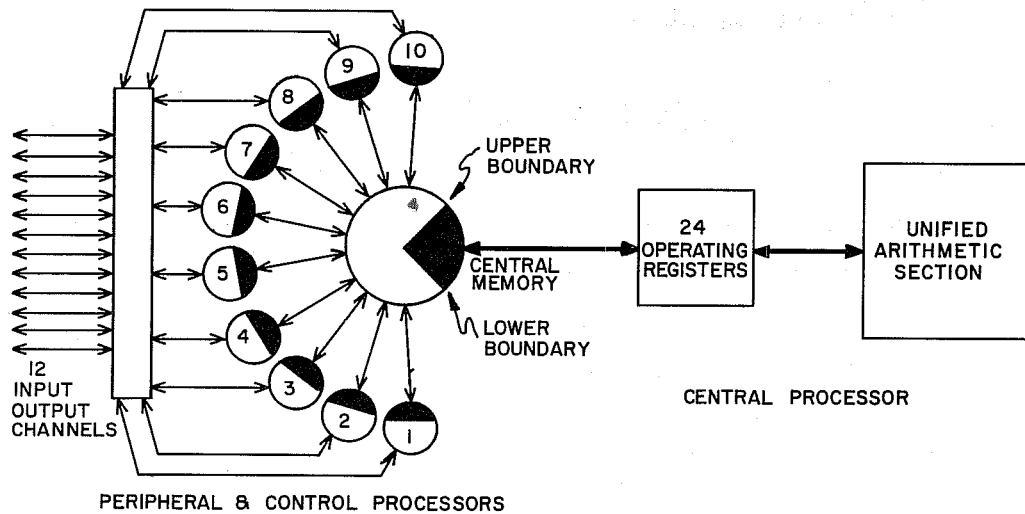 10
9
8
7
6
5
4
3
2
1
UPPER
BOUNDARY
CENTRAL
MEMORY
LOWER
BOUNDARY
24
OPERATING
REGISTERS
UNIFIED
ARITHMETIC
SECTION
12
INPUT
OUTPUT
CHANNELS
CENTRAL PROCESSOR
PERIPHERAL & CONTROL PROCESSORS